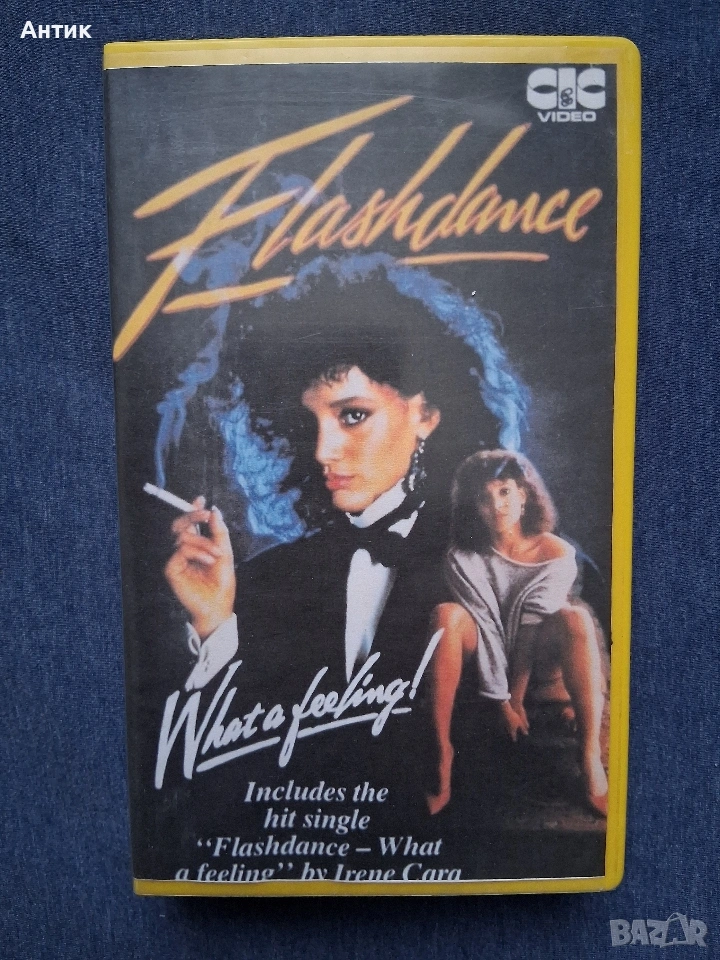 Антик
CIC
VIDEO
Flashdance
What a feeling!
Includes the
hit single
“Flashdance – What
a feeling” by Irene Cara
BAZAR